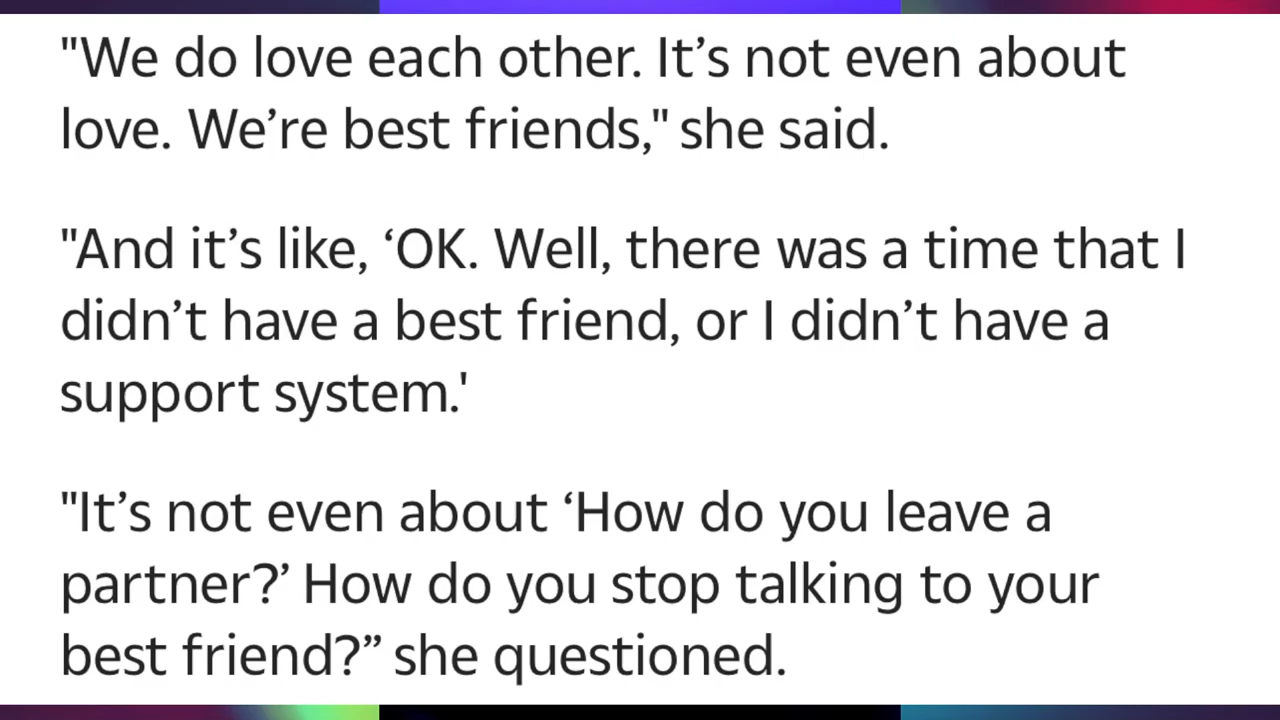 "We do love each other. It’s not even about
love. We’re best friends," she said.
"And it’s like, ‘OK. Well, there was a time that I
didn’t have a best friend, or I didn’t have a
support system.'
"It’s not even about ‘How do you leave a
partner?’ How do you stop talking to your
best friend?” she questioned.